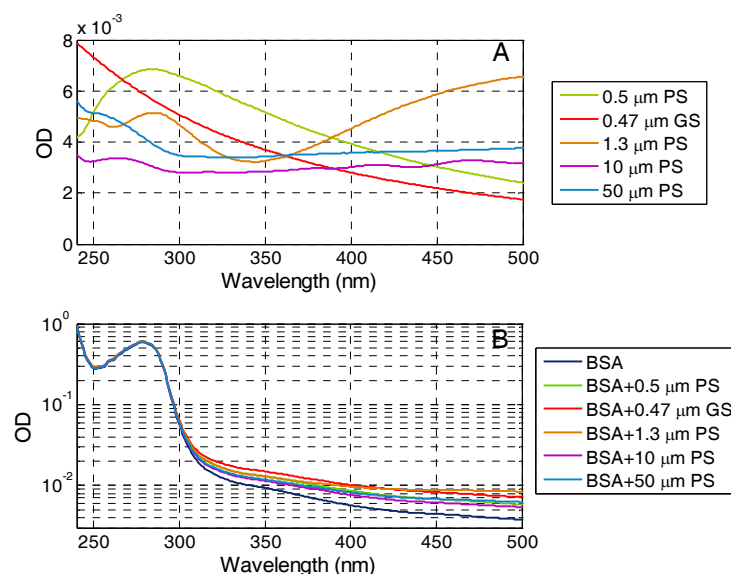 x 10⁻³
A
8
6
4
2
0
OD
250 300 350 400 450 500
Wavelength (nm)
0.5 μm PS
0.47 μm GS
1.3 μm PS
10 μm PS
50 μm PS
B
10⁰
10⁻¹
10⁻²
OD
250 300 350 400 450 500
Wavelength (nm)
BSA
BSA+0.5 μm PS
BSA+0.47 μm GS
BSA+1.3 μm PS
BSA+10 μm PS
BSA+50 μm PS